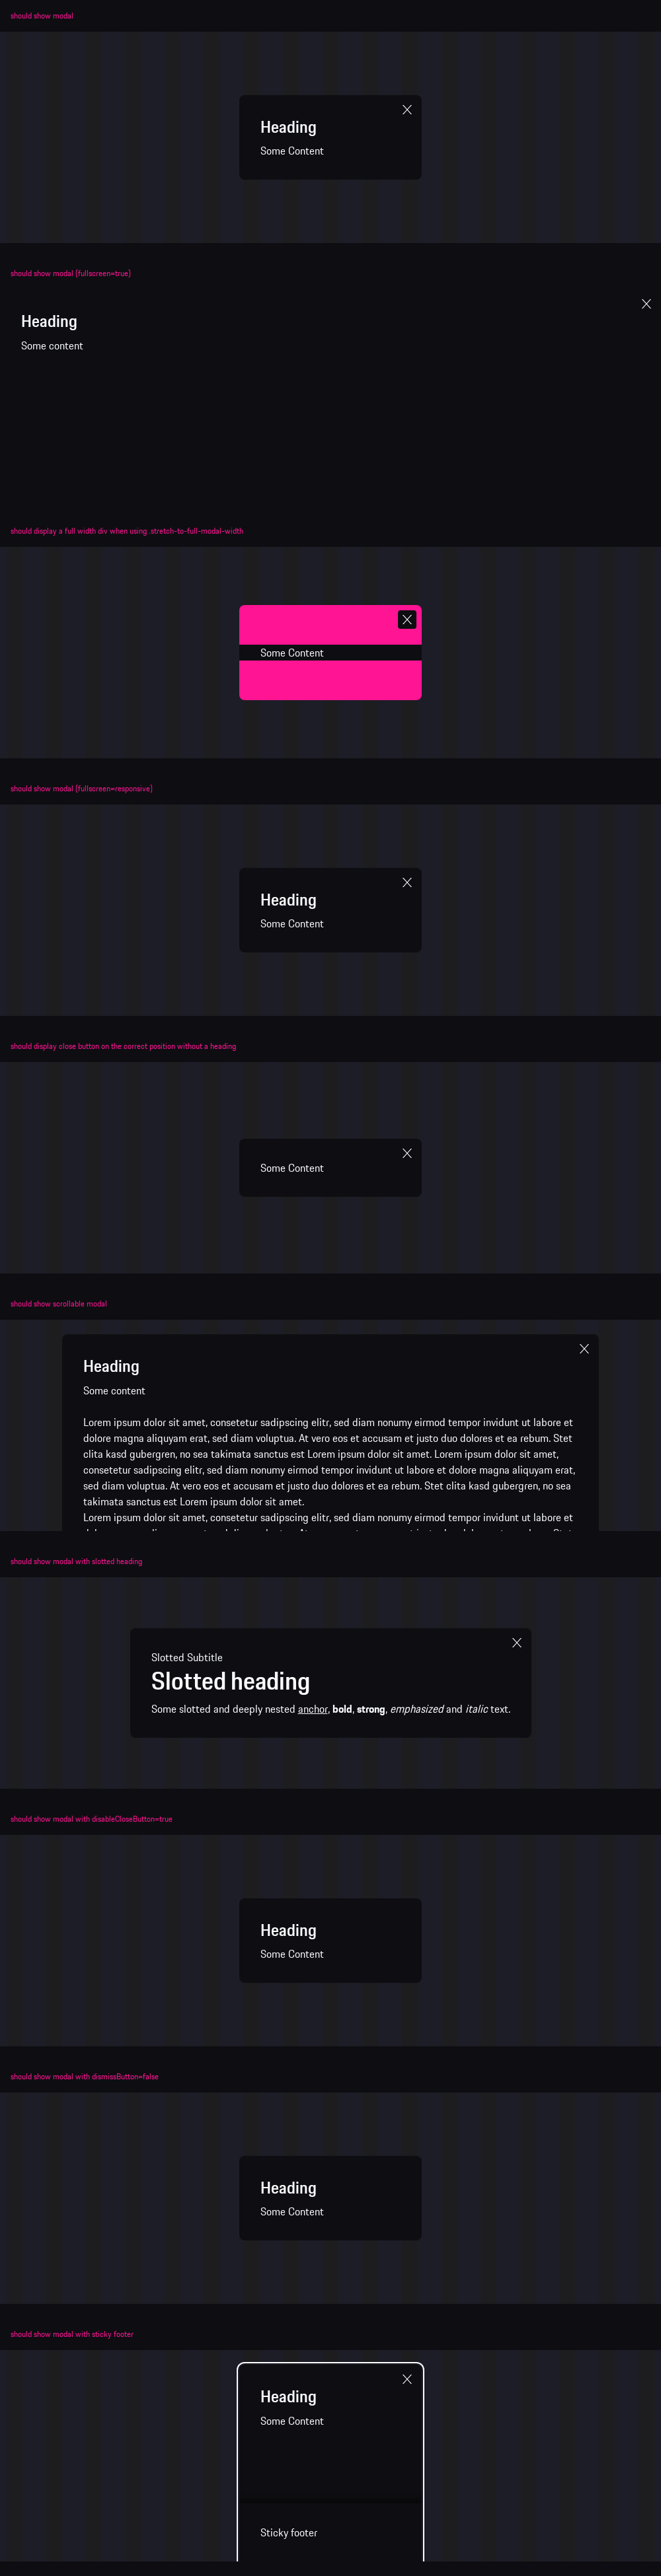 should show modal
Heading
Some Content
should show modal (fullscreen=true)
Heading
Some content
should display a full width div when using .stretch-to-full-modal-width
Some Content
should show modal (fullscreen=responsive)
Heading
Some Content
should display close button on the correct position without a heading
Some Content
should show scrollable modal
Heading
Some content
Lorem ipsum dolor sit amet, consetetur sadipscing elitr, sed diam nonumy eirmod tempor invidunt ut labore et
dolore magna aliquyam erat, sed diam voluptua. At vero eos et accusam et justo duo dolores et ea rebum. Stet
clita kasd gubergren, no sea takimata sanctus est Lorem ipsum dolor sit amet. Lorem ipsum dolor sit amet,
consetetur sadipscing elitr, sed diam nonumy eirmod tempor invidunt ut labore et dolore magna aliquyam erat,
sed diam voluptua. At vero eos et accusam et justo duo dolores et ea rebum. Stet clita kasd gubergren, no sea
takimata sanctus est Lorem ipsum dolor sit amet.
Lorem ipsum dolor sit amet, consetetur sadipscing elitr, sed diam nonumy eirmod tempor invidunt ut labore et
should show modal with slotted heading
Slotted Subtitle
Slotted heading
Some slotted and deeply nested anchor, bold, strong, emphasized and italic text.
should show modal with disableCloseButton=true
Heading
Some Content
should show modal with dismissButton=false
Heading
Some Content
should show modal with sticky footer
Heading
Some Content
Sticky footer